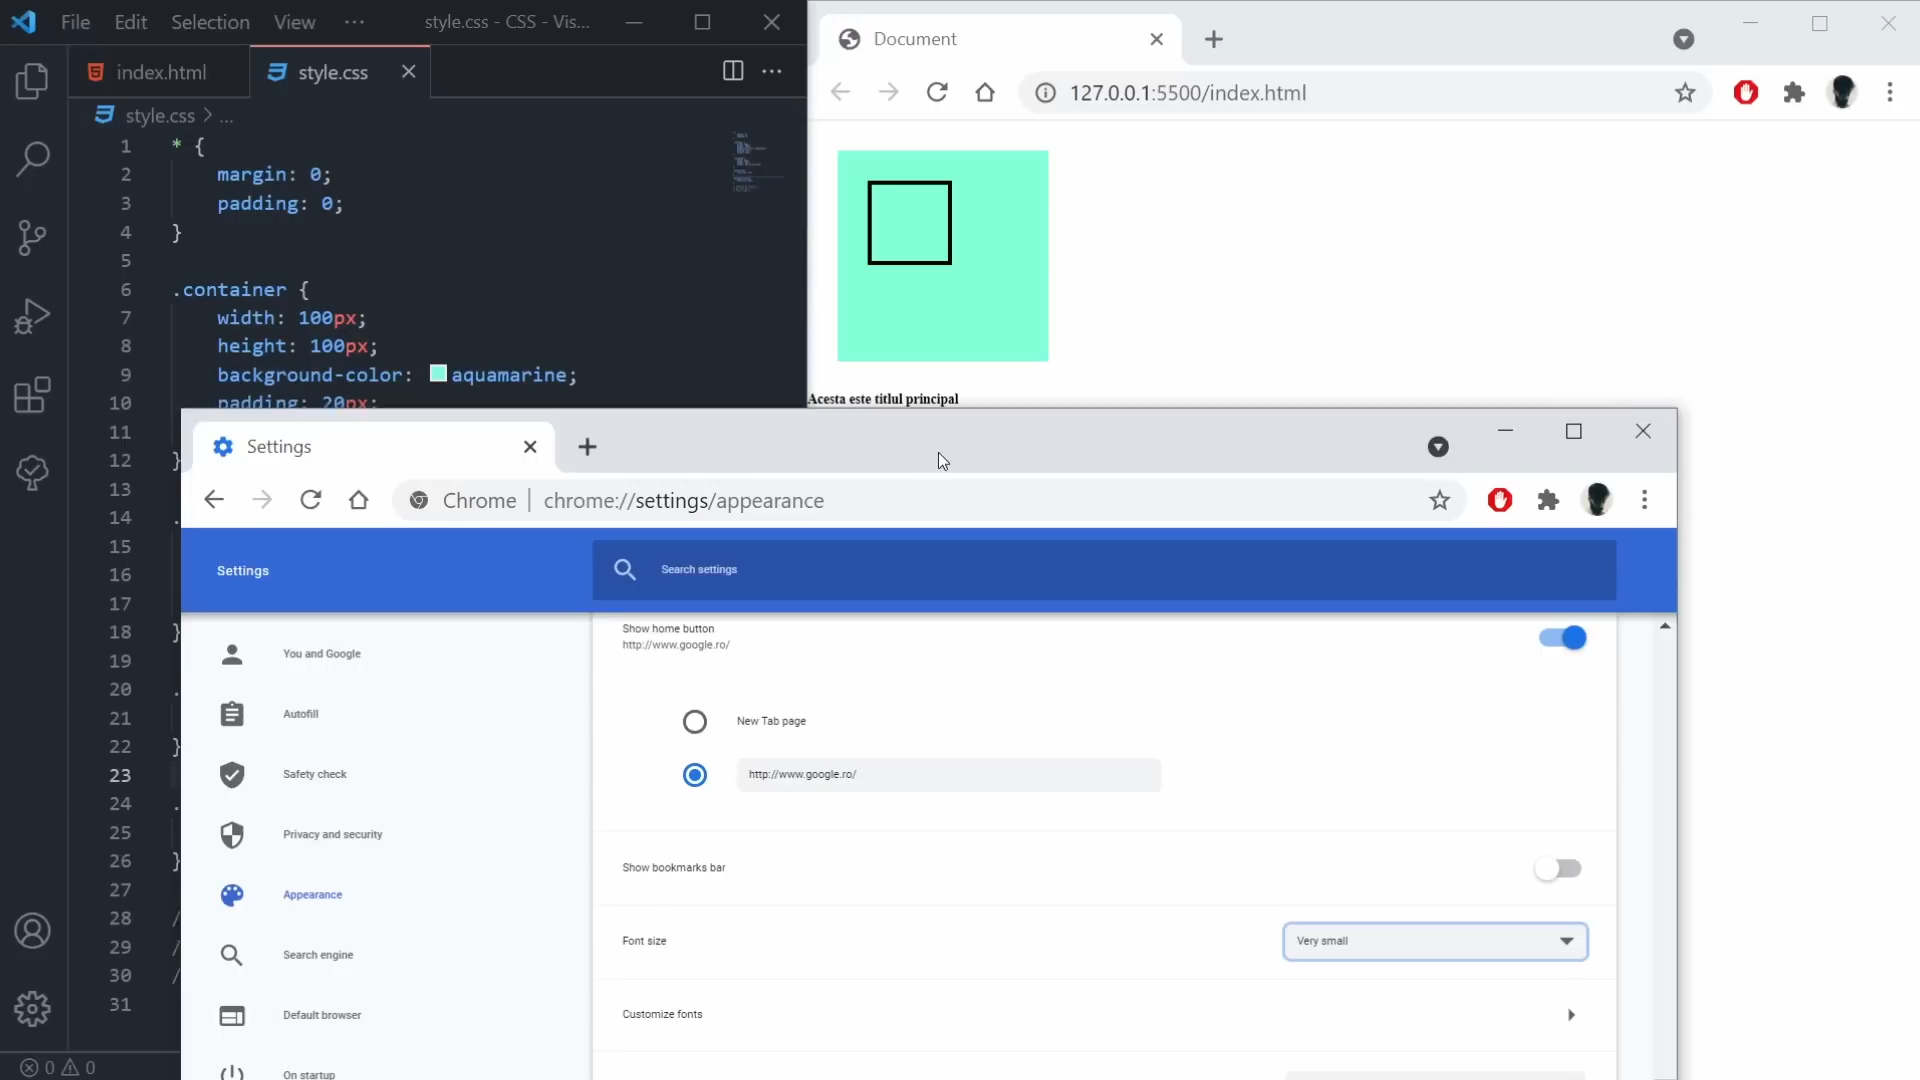 File Edit Selection View ··· style.css - CSS - Vis...
index.html style.css
style.css > ...
1 * {
2 margin: 0;
3 padding: 0;
4 }
5
6 .container {
7 width: 100px;
8 height: 100px;
9 background-color: aquamarine;
10 padding: 20px;
11
12 }
13
14 .
15
16
17
18 }
19
20 .
21
22 }
23
24 .
25
26 }
27
28 /
29 /
30 /
31
0 0
Document
127.0.0.1:5500/index.html
Acesta este titlul principal
Settings
Chrome | chrome://settings/appearance
Settings
Search settings
You and Google
Autofill
Safety check
Privacy and security
Appearance
Search engine
Default browser
On startup
Show home button
http://www.google.ro/
New Tab page
http://www.google.ro/
Show bookmarks bar
Font size Very small
Customize fonts